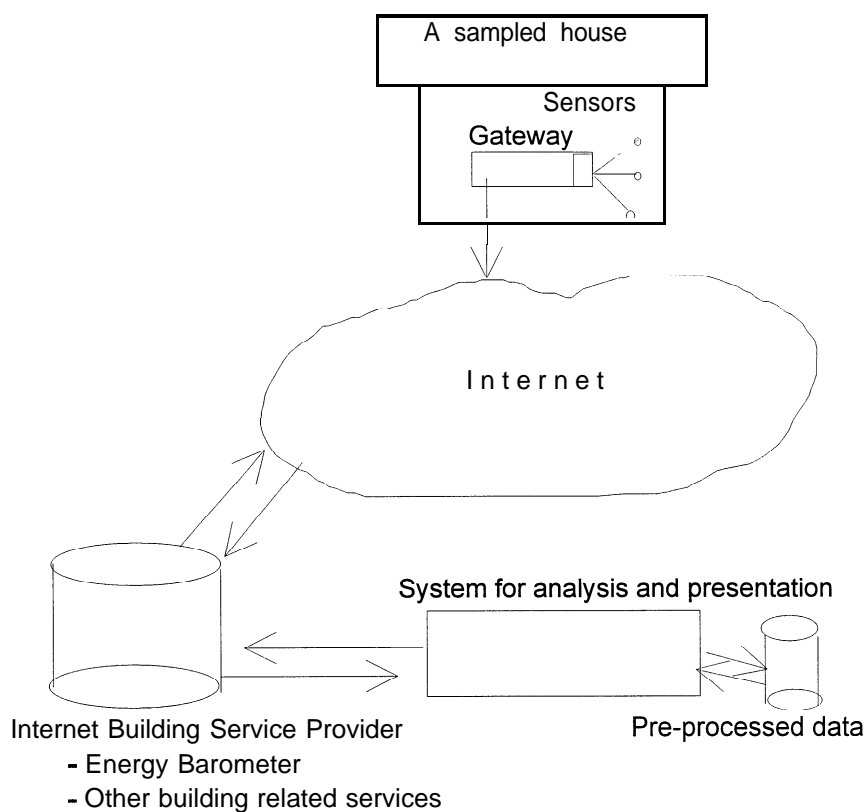 A sampled house
Sensors
Gateway
Internet
System for analysis and presentation
Internet Building Service Provider
Pre-processed data
- Energy Barometer
- Other building related services